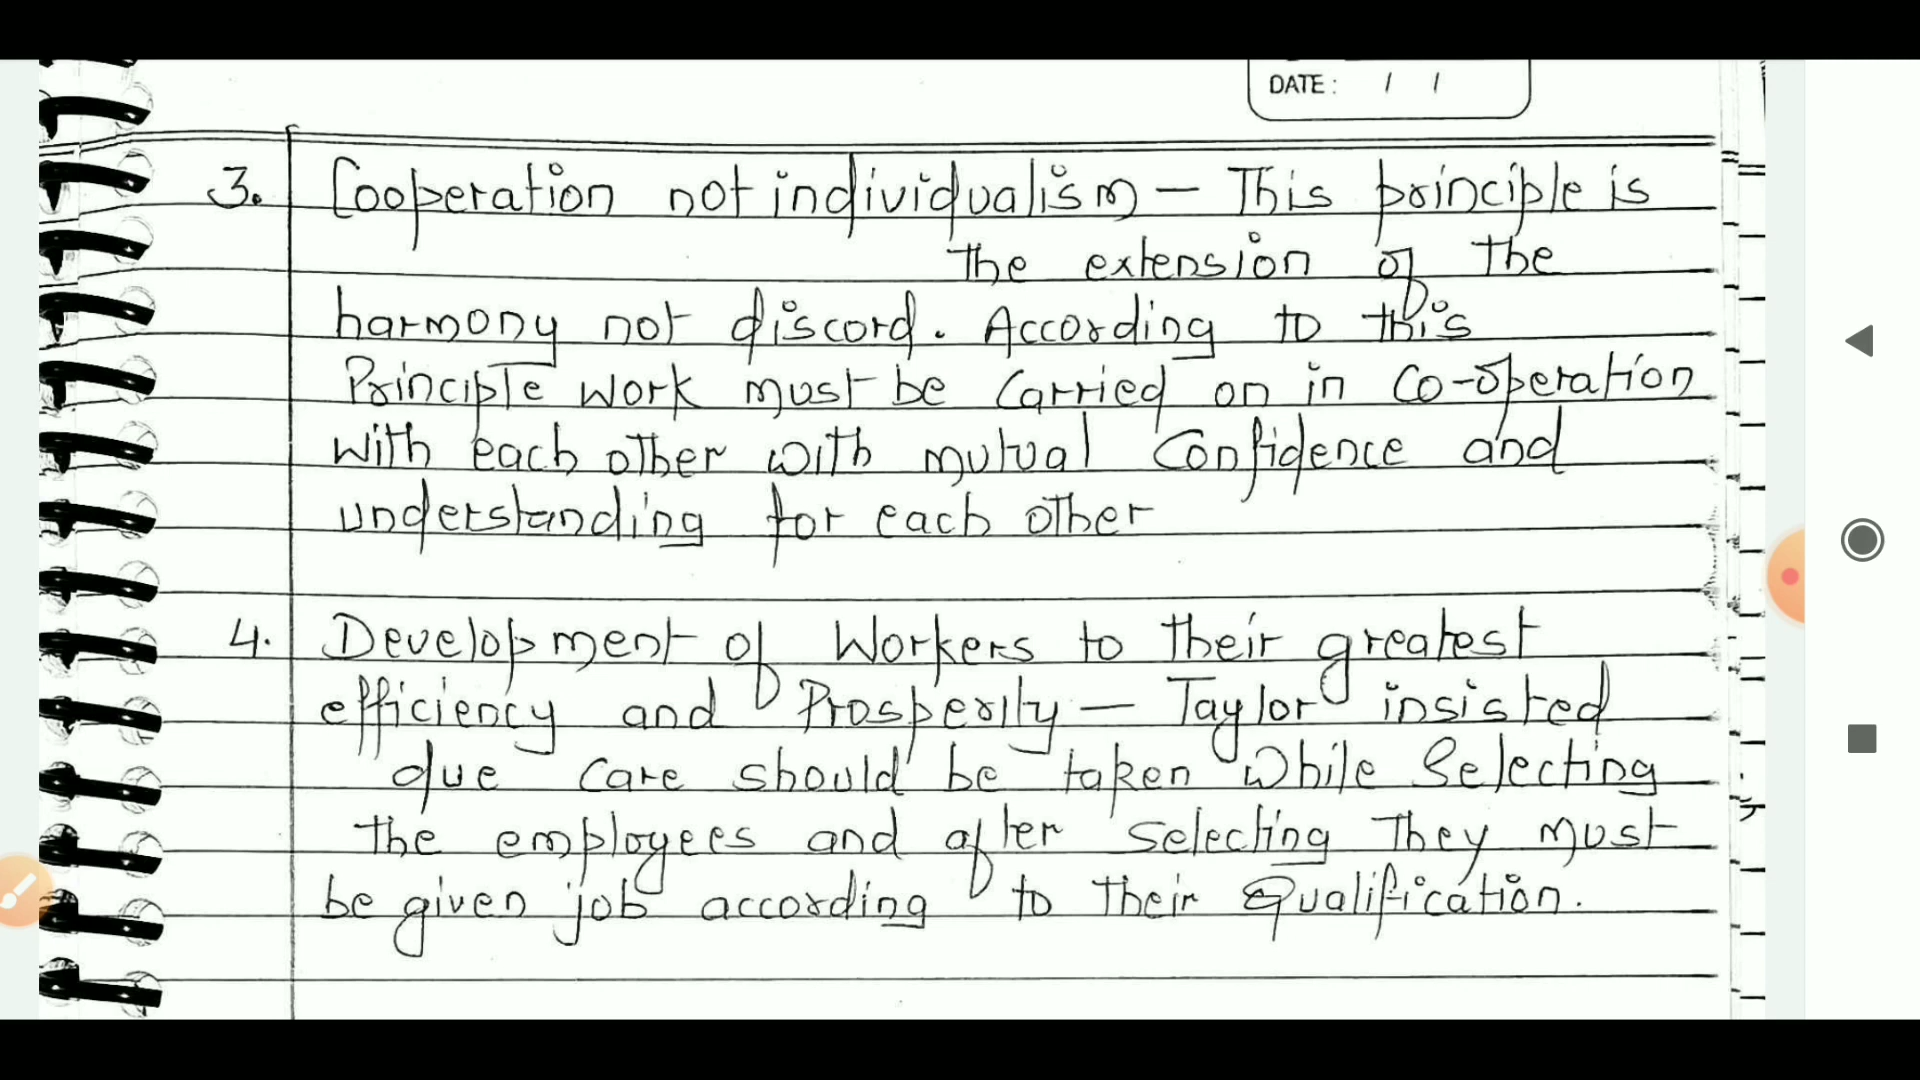 DATE: / /
3. Cooperation not individualism - This principle is
the extension of the
harmony not discord. According to this
Principle work must be carried on in co-operation
with each other with mutual confidence and
understanding for each other
4. Development of Workers to their greatest
efficiency and Prosperity - Taylor insisted
due care should be taken while Selecting
the employees and after selecting they must
be given job according to their Qualification.